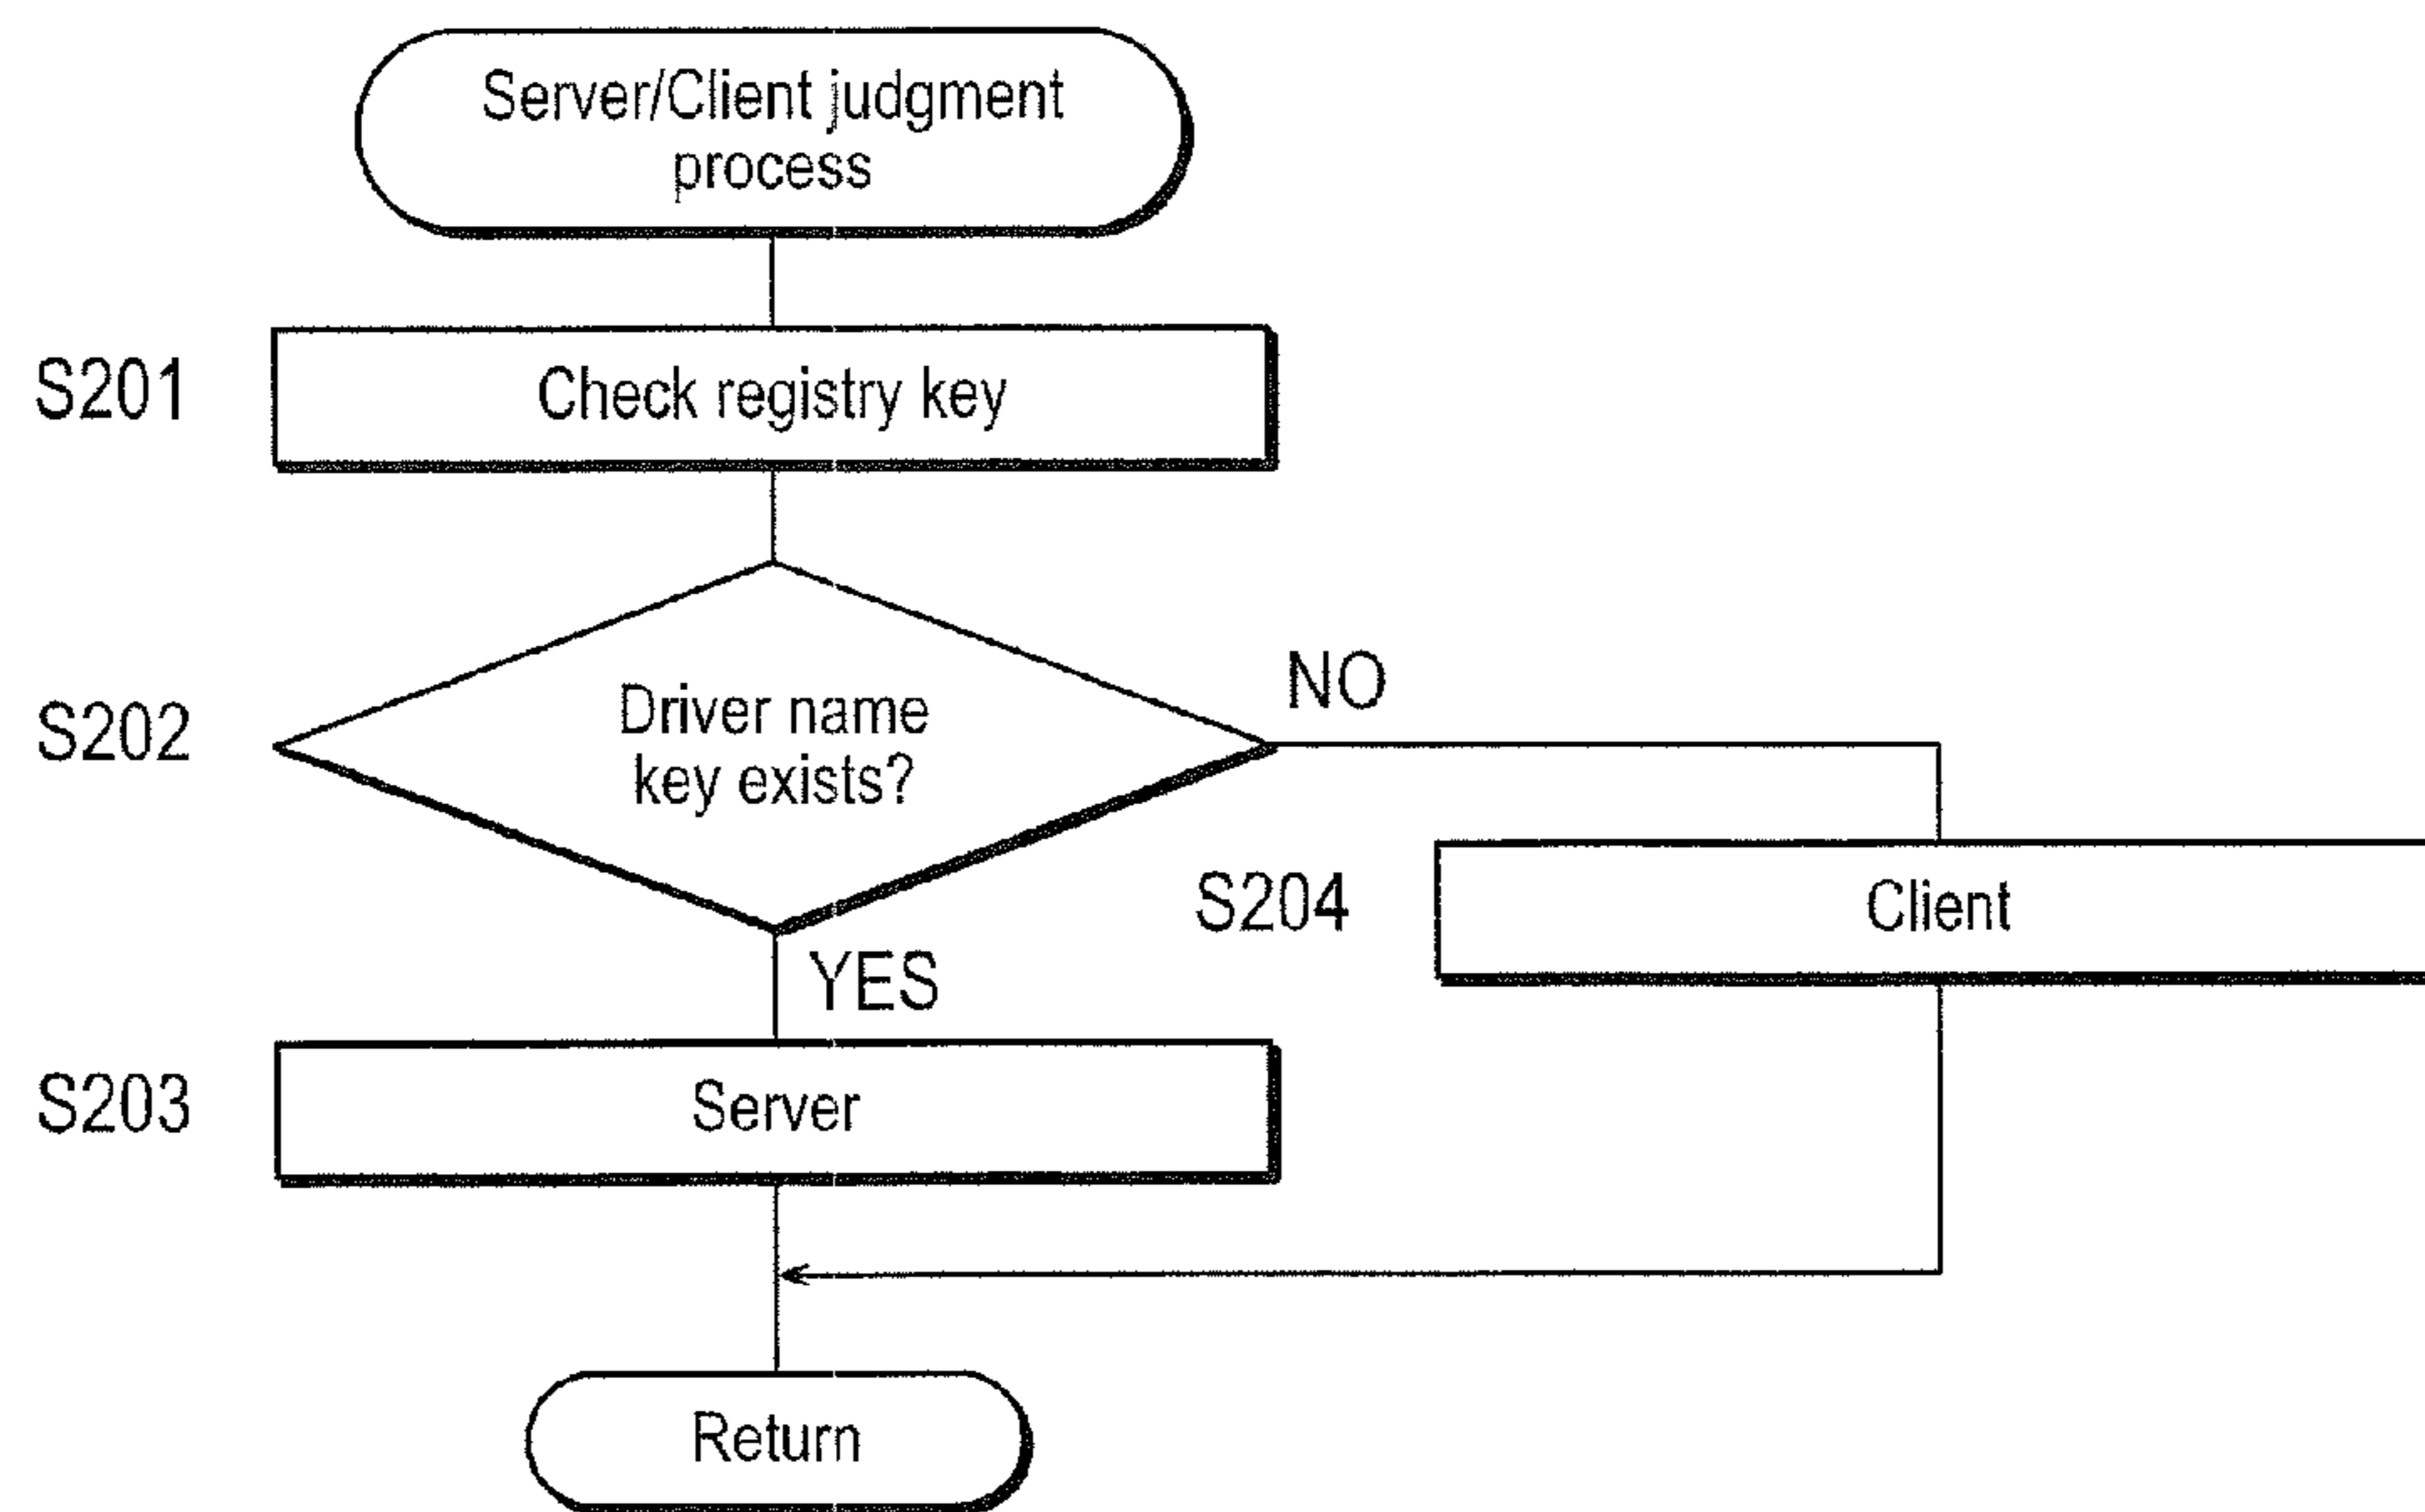 Server/Client judgment
process
S201
Check registry key
S202
Driver name
key exists?
NO
S204
Client
YES
S203
Server
Return